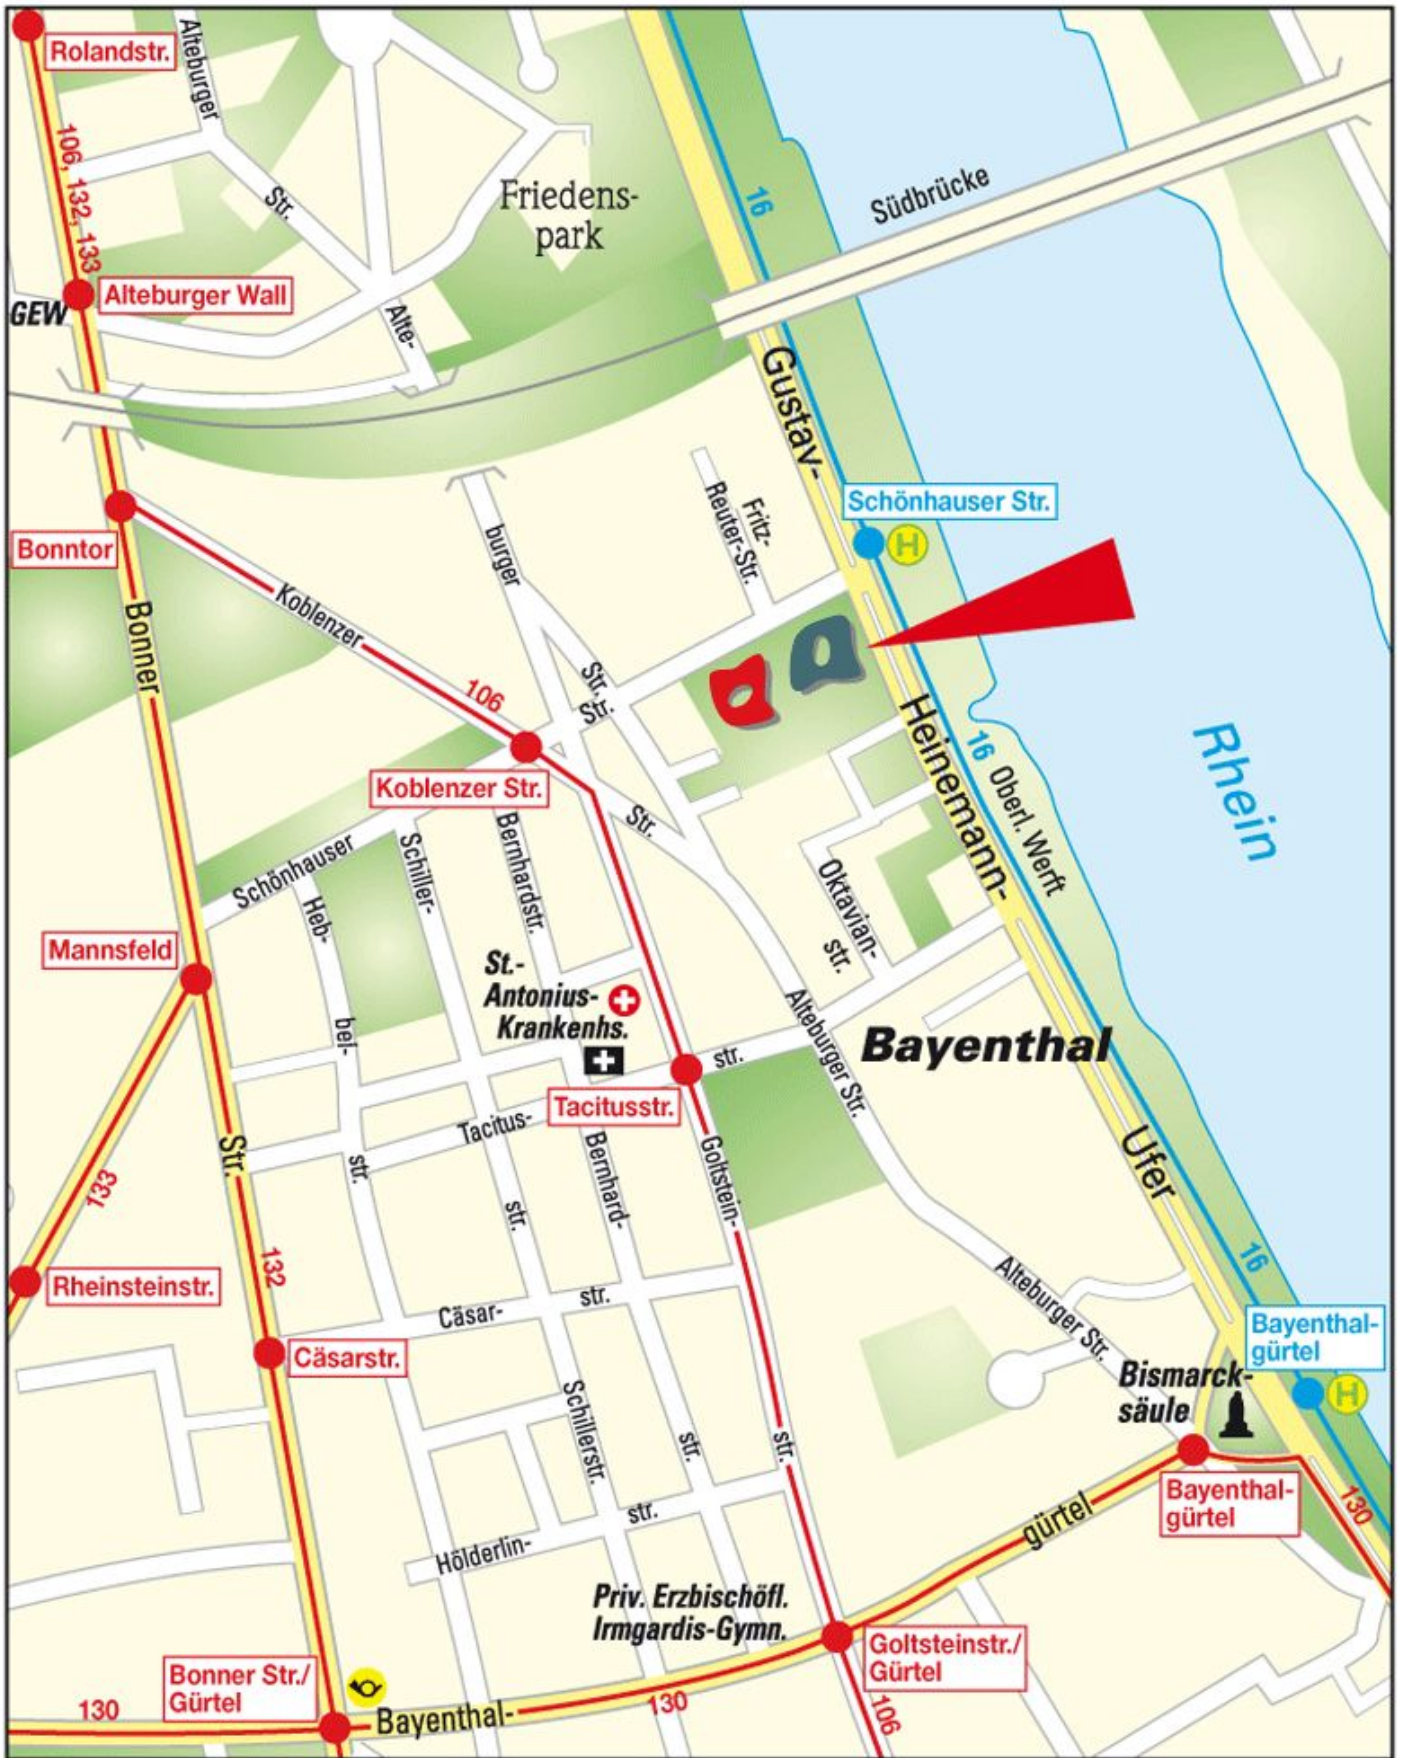 Rolandstr.
Alteburger
Str.
106, 132, 133
Friedens-
park
16
Südbrücke
Alteburger Wall
GEW
Alte-
Gustav-
Bonntor
Bonner
Koblenzer
106
burger
Str.
Str.
Fritz-
Reuter-Str.
Schönhauser Str.
H
Heinemann-
16
Oberl. Werft
Rhein
Koblenzer Str.
Str.
Schönhauser
Heb-
Schiller-
Bernhardstr.
Oktavian-
str.
Mannsfeld
St.-
Antonius-
Krankenhs.
bel-
str.
Alteburger Str.
Bayenthal
Tacitusstr.
Tacitus-
133
Str.
str.
str.
Bernhard-
Goltstein-
Ufer
Rheinsteinstr.
132
Cäsar-
str.
Alteburger Str.
16
Bayenthal-
gürtel
H
Cäsarstr.
Bismarck-
säule
Schillerstr.
str.
str.
Bayenthal-
gürtel
130
Hölderlin-
str.
gürtel
Priv. Erzbischöfl.
Irmgardis-Gymn.
Goltsteinstr./
Gürtel
Bonner Str./
Gürtel
130
Bayenthal-
130
106